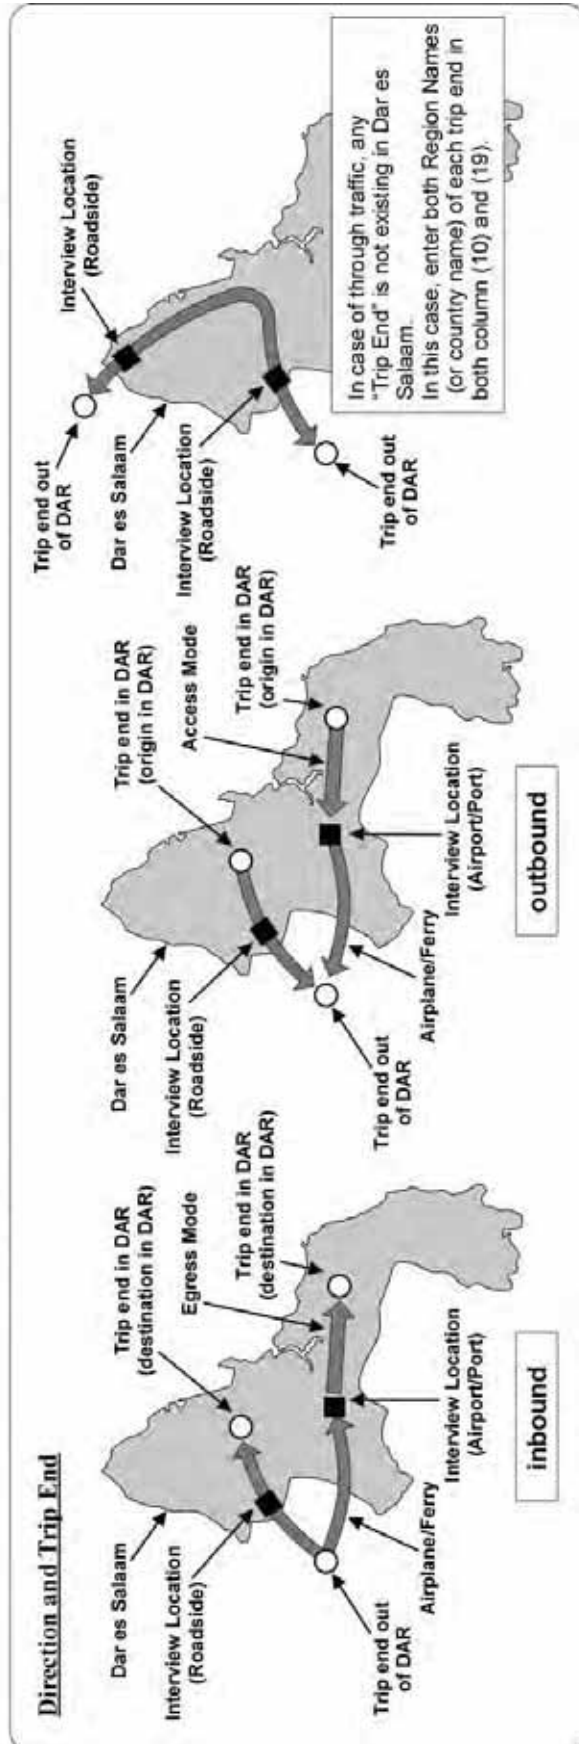 Direction and Trip End
Dar es Salaam
Interview Location
(Roadside)
Trip end out
of DAR
Airplane/Ferry
Trip end in DAR
(destination in DAR)
Egress Mode
Trip end in DAR
(destination in DAR)
Interview Location
(Airport/Port)
inbound
Dar es Salaam
Interview Location
(Roadside)
Trip end out
of DAR
Airplane/Ferry
Trip end in DAR
(origin in DAR)
Access Mode
Trip end in DAR
(origin in DAR)
Interview Location
(Airport/Port)
outbound
Trip end out
of DAR
Dar es Salaam
Interview Location
(Roadside)
Trip end out
of DAR
Interview Location
(Roadside)
In case of through traffic, any
"Trip End" is not existing in Dar es
Salaam.
In this case, enter both Region Names
(or country name) of each trip end in
both column (10) and (19).